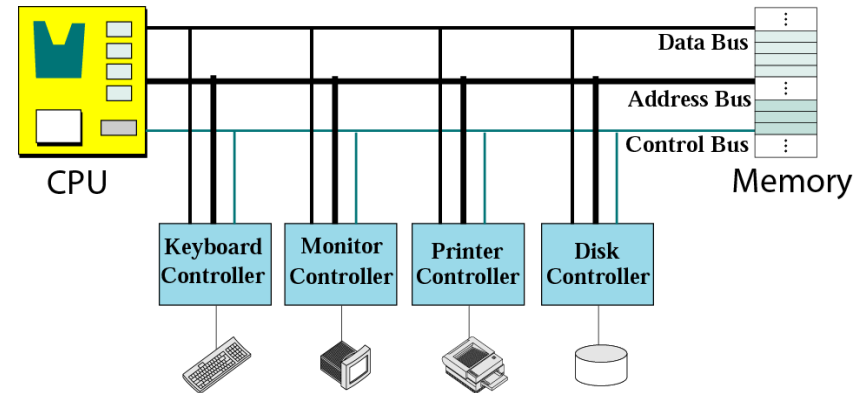 Data Bus
Address Bus
Control Bus
CPU
Memory
Keyboard
Controller
Monitor
Controller
Printer
Controller
Disk
Controller